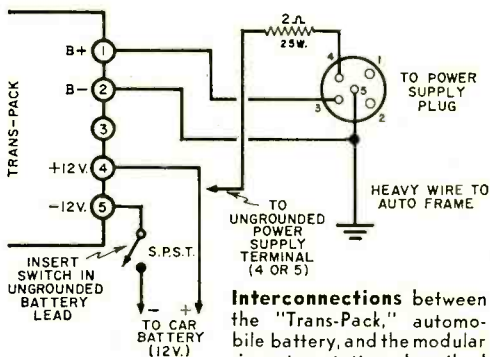 2Ω
25W.
B+
1
B-
2
3
+12V.
4
-12V.
5
TRANS-PACK
4
1
5
3
2
TO POWER
SUPPLY
PLUG
HEAVY WIRE TO
AUTO FRAME
TO
UNGROUNDED
POWER
SUPPLY
TERMINAL
(4 OR 5)
S.P.S.T.
INSERT
SWITCH IN
UNGROUNDED
BATTERY
LEAD
- +
TO CAR
BATTERY
(12V.)
Interconnections between
the "Trans-Pack," automo-
bile battery, and the modular